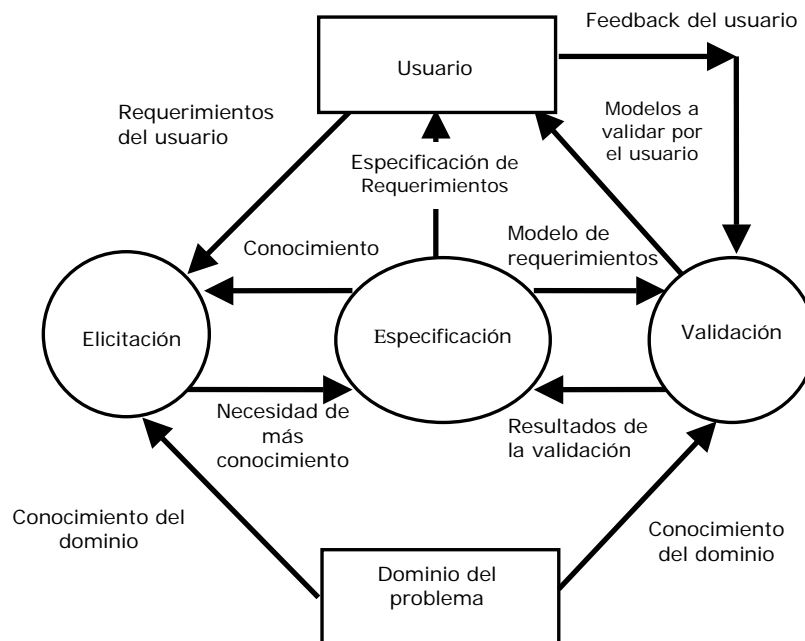 Feedback del usuario
Usuario
Requerimientos
del usuario
Modelos a
validar por
el usuario
Especificación de
Requerimientos
Conocimiento
Modelo de
requerimientos
Elicitación
Especificación
Validación
Necesidad de
más
conocimiento
Resultados de
la validación
Conocimiento del
dominio
Conocimiento
del dominio
Dominio del
problema